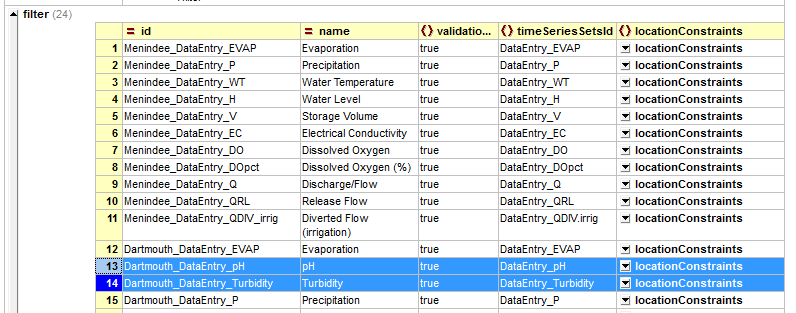 filter (24)
= id = name () validatio... () timeSeriesSetsId () locationConstraints
1 Menindee_DataEntry_EVAP Evaporation true DataEntry_EVAP locationConstraints
2 Menindee_DataEntry_P Precipitation true DataEntry_P locationConstraints
3 Menindee_DataEntry_WT Water Temperature true DataEntry_WT locationConstraints
4 Menindee_DataEntry_H Water Level true DataEntry_H locationConstraints
5 Menindee_DataEntry_V Storage Volume true DataEntry_V locationConstraints
6 Menindee_DataEntry_EC Electrical Conductivity true DataEntry_EC locationConstraints
7 Menindee_DataEntry_DO Dissolved Oxygen true DataEntry_DO locationConstraints
8 Menindee_DataEntry_DOpct Dissolved Oxygen (%) true DataEntry_DOpct locationConstraints
9 Menindee_DataEntry_Q Discharge/Flow true DataEntry_Q locationConstraints
10 Menindee_DataEntry_QRL Release Flow true DataEntry_QRL locationConstraints
11 Menindee_DataEntry_QDIV_irrig Diverted Flow true DataEntry_QDIV.irrig locationConstraints
(irrigation)
12 Dartmouth_DataEntry_EVAP Evaporation true DataEntry_EVAP locationConstraints
13 Dartmouth_DataEntry_pH pH true DataEntry_pH locationConstraints
14 Dartmouth_DataEntry_Turbidity Turbidity true DataEntry_Turbidity locationConstraints
15 Dartmouth_DataEntry_P Precipitation true DataEntry_P locationConstraints